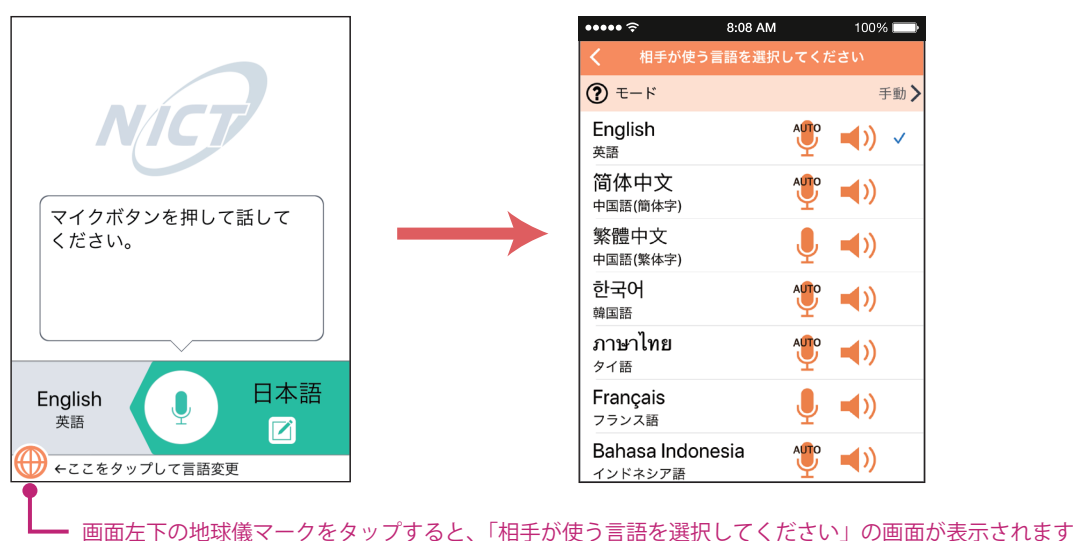 NICT
マイクボタンを押して話して
ください。
English
英語
日本語
←ここをタップして言語変更
8:08 AM
100%
相手が使う言語を選択してください
? モード
手動
English
AUTO
英語
简体中文
AUTO
中国語(簡体字)
繁體中文
中国語(繁体字)
한국어
AUTO
韓国語
ภาษาไทย
AUTO
タイ語
Français
フランス語
Bahasa Indonesia
AUTO
インドネシア語
画面左下の地球儀マークをタップすると、「相手が使う言語を選択してください」の画面が表示されます